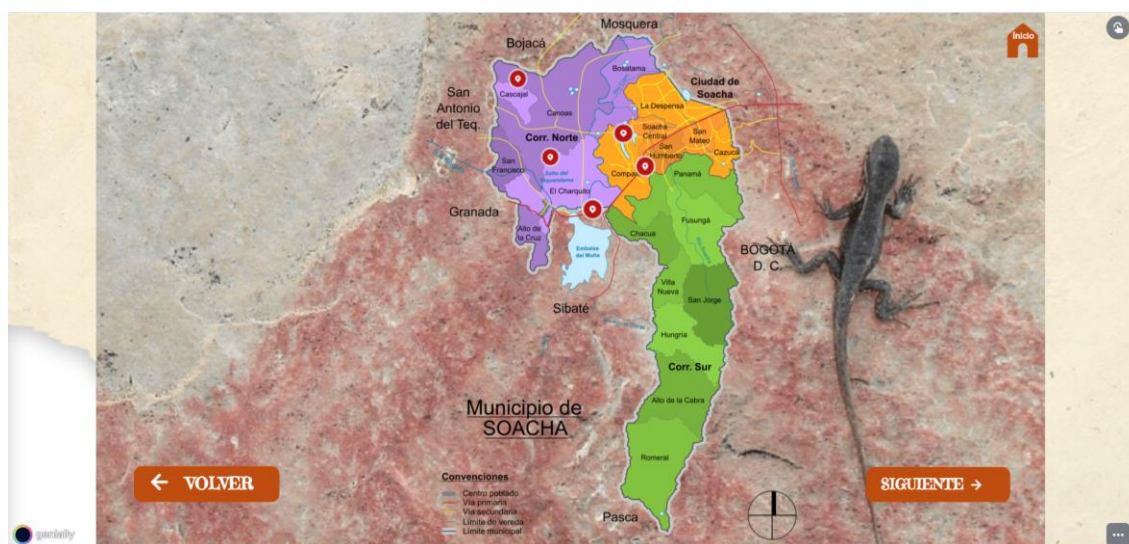 Mosquera
Inicio
Bojacá
Bosatama
Ciudad de
Soacha
San
Antonio
del Teq.
Cascajal
La Despensa
Canoas
Corr. Norte
Soacha
Central
San
Mateo
San
Humberto
Cazucá
San
Francisco
Salto del
Tequendama
Compar
Panamá
El Charquito
Granada
Fusungá
Alto de
la Cruz
Chacua
Embalse
del Muña
BOGOTÁ
D. C.
Villa
Nueva
San Jorge
Sibaté
Hungría
Corr. Sur
Alto de la Cabra
Municipio de
SOACHA
Romeral
Convenciones
Centro poblado
Vía primaria
Vía secundaria
Límite de vereda
Límite municipal
← VOLVER
SIGUIENTE →
Pasca
genially